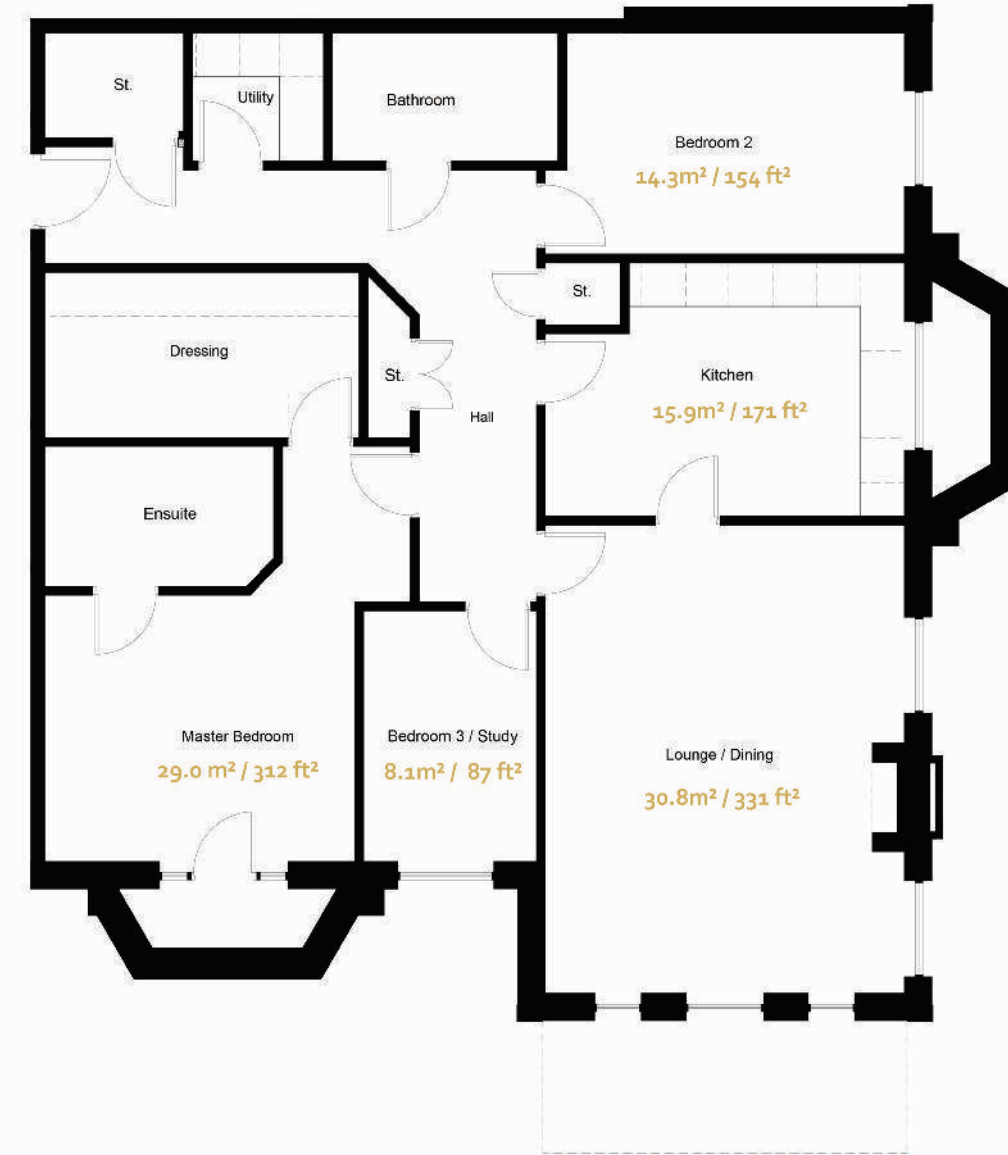 St.
Utility
Bathroom
Bedroom 2
14.3m² / 154 ft²
St.
Dressing
St.
Kitchen
15.9m² / 171 ft²
Hall
Ensuite
Master Bedroom
29.0 m² / 312 ft²
Bedroom 3 / Study
8.1m² / 87 ft²
Lounge / Dining
30.8m² / 331 ft²